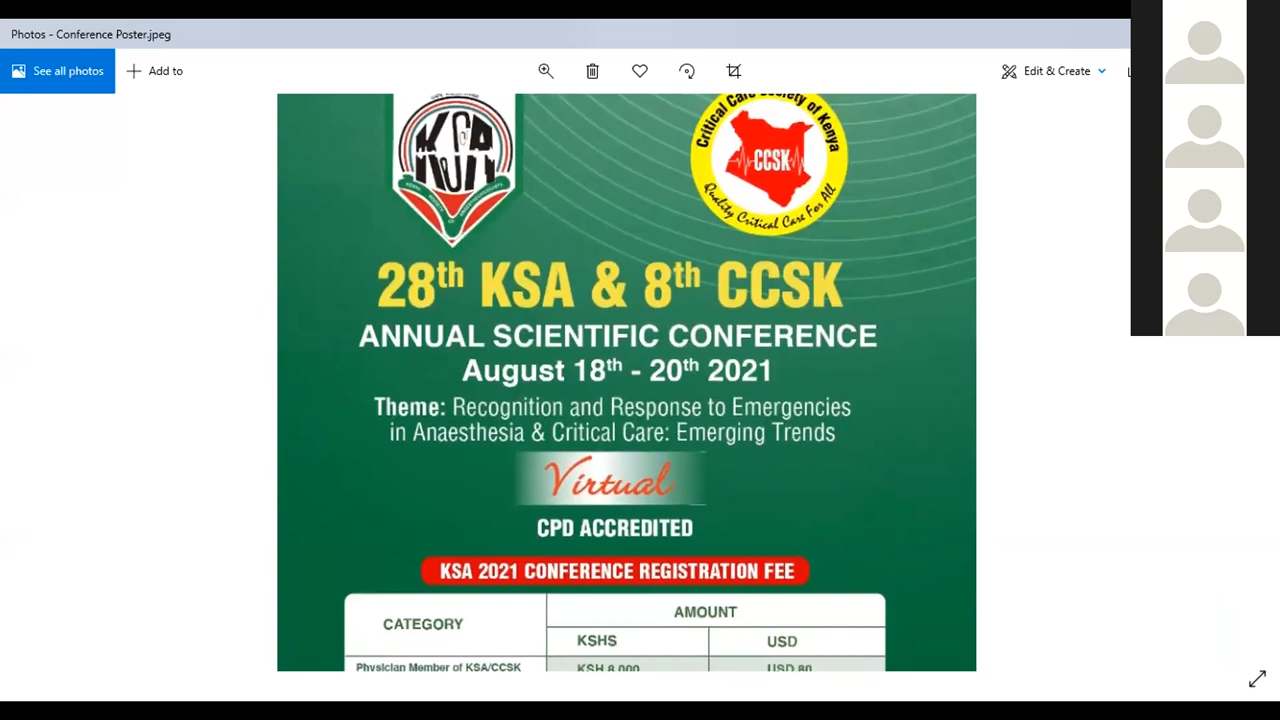 Photos - Conference Poster.jpeg
See all photos
Add to
Edit & Create
KSA
Critical Care Society of Kenya
CCSK
Quality Critical Care For All
28th KSA & 8th CCSK
ANNUAL SCIENTIFIC CONFERENCE
August 18th - 20th 2021
Theme: Recognition and Response to Emergencies
in Anaesthesia & Critical Care: Emerging Trends
Virtual
CPD ACCREDITED
KSA 2021 CONFERENCE REGISTRATION FEE
CATEGORY
AMOUNT
KSHS
USD
Physician Member of KSA/CCSK
KSH 8,000
USD 80